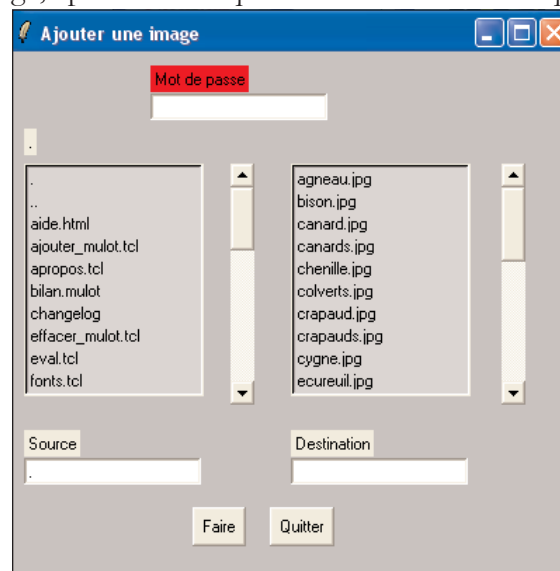 Ajouter une image
Mot de passe
.
.
..
aide.html
ajouter_mulot.tcl
apropos.tcl
bilan.mulot
changelog
effacer_mulot.tcl
eval.tcl
fonts.tcl
agneau.jpg
bison.jpg
canard.jpg
canards.jpg
chenille.jpg
colverts.jpg
crapaud.jpg
crapauds.jpg
cygne.jpg
ecureuil.jpg
Source
.
Destination
Faire
Quitter